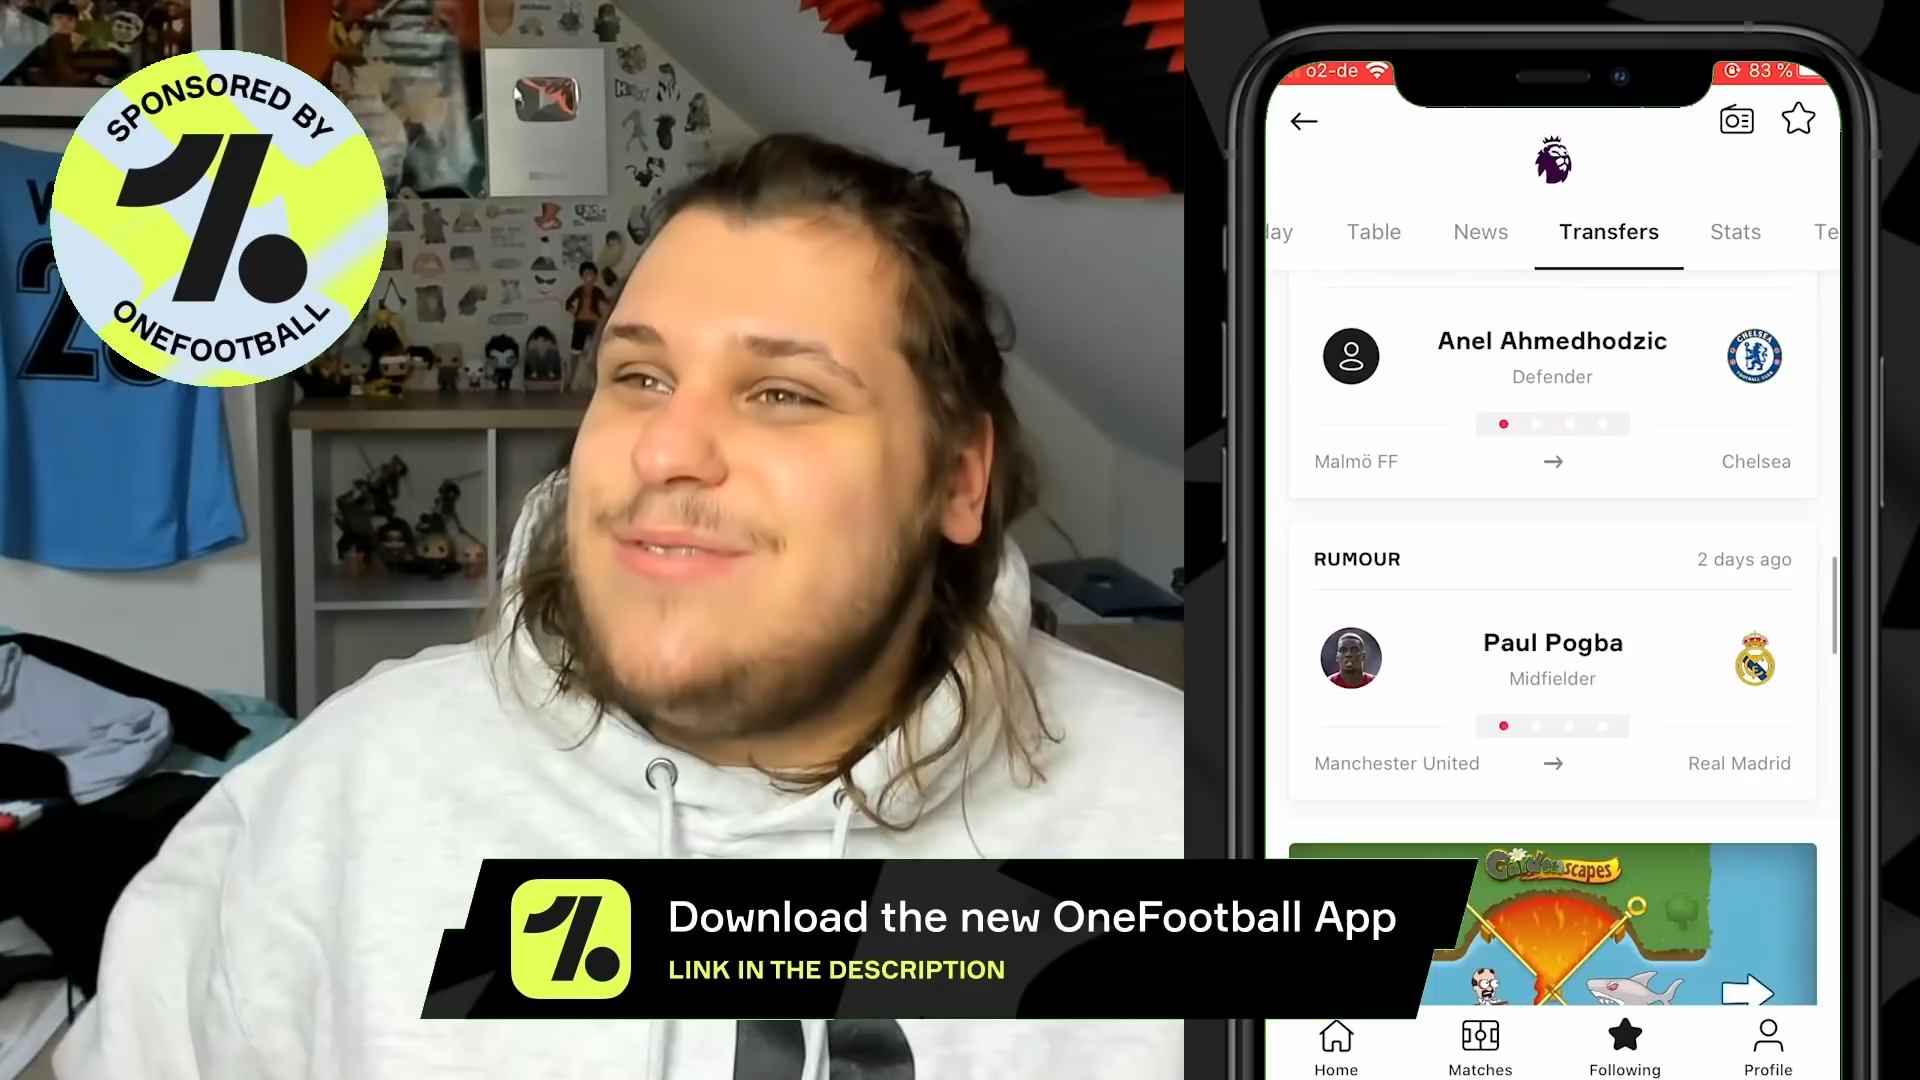 SPONSORED BY
ONEFOOTBALL
o2-de
83 %
Table
News
Transfers
Stats
Te
Anel Ahmedhodzic
Defender
Malmö FF
Chelsea
RUMOUR
2 days ago
Paul Pogba
Midfielder
Manchester United
Real Madrid
Gardenscapes
Download the new OneFootball App
LINK IN THE DESCRIPTION
Home
Matches
Following
Profile